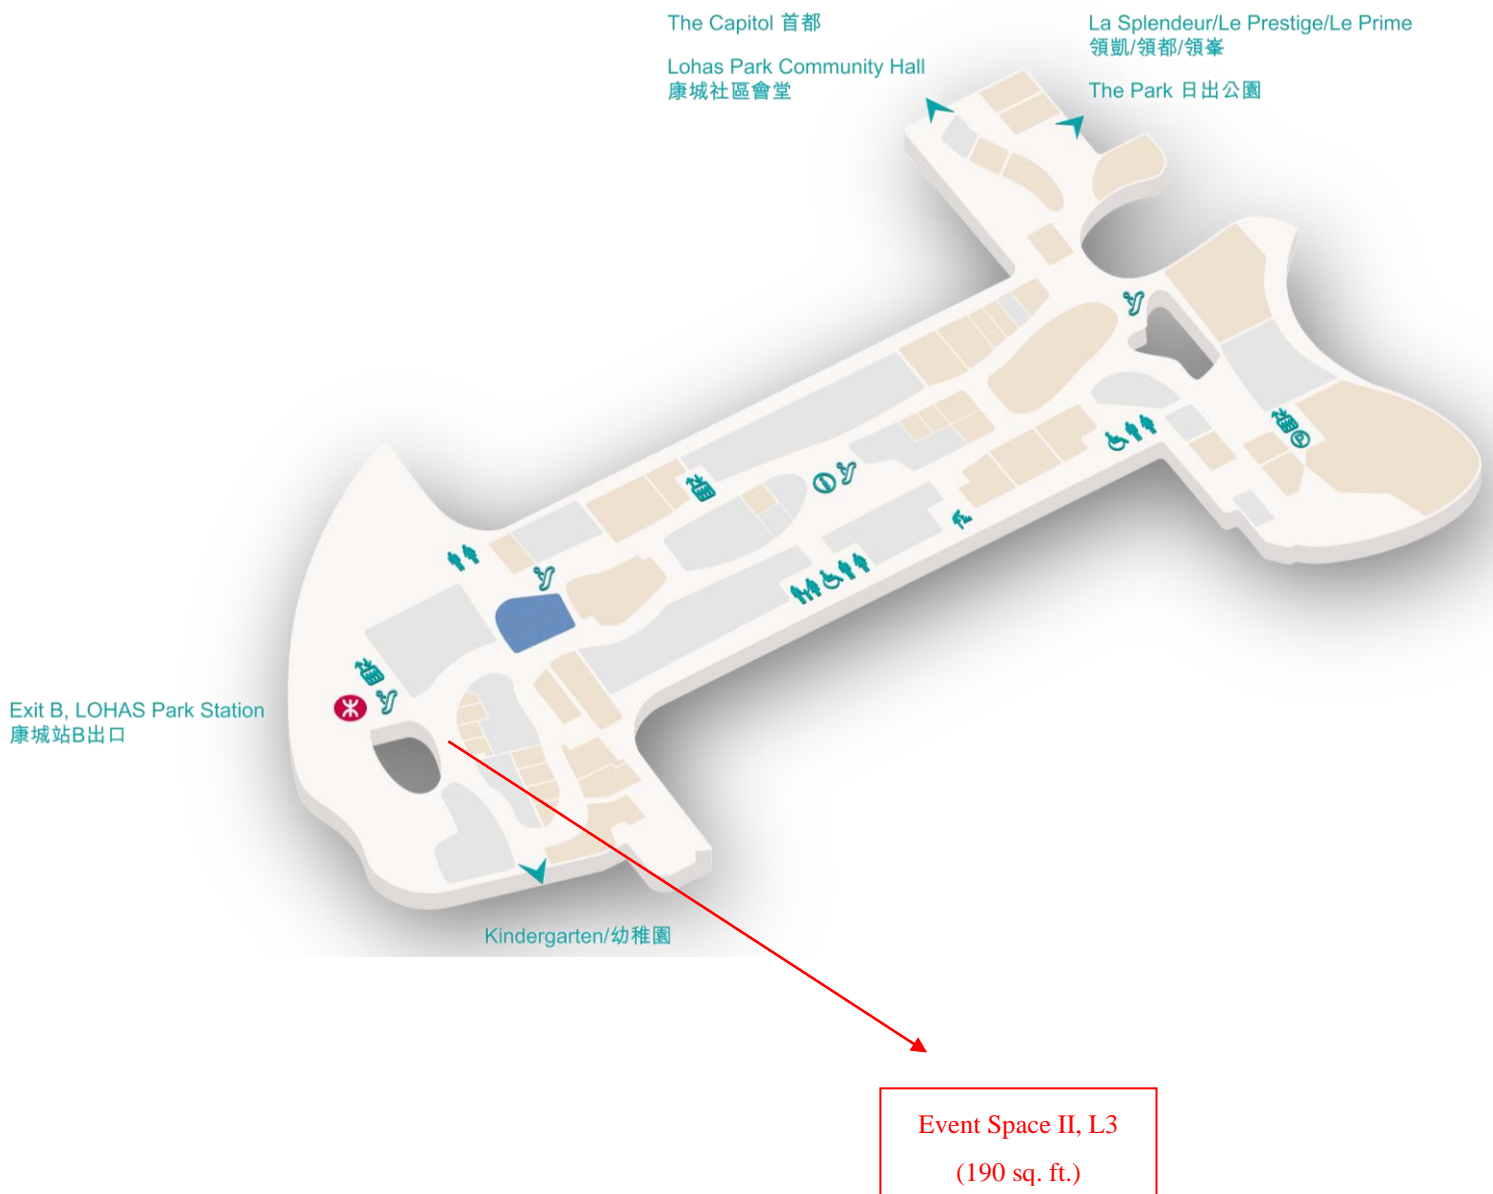 The Capitol 首都
Lohas Park Community Hall
康城社區會堂
La Splendeur/Le Prestige/Le Prime
領凱/領都/領峯
The Park 日出公園
Exit B, LOHAS Park Station
康城站B出口
Kindergarten/幼稚園
Event Space II, L3
(190 sq. ft.)